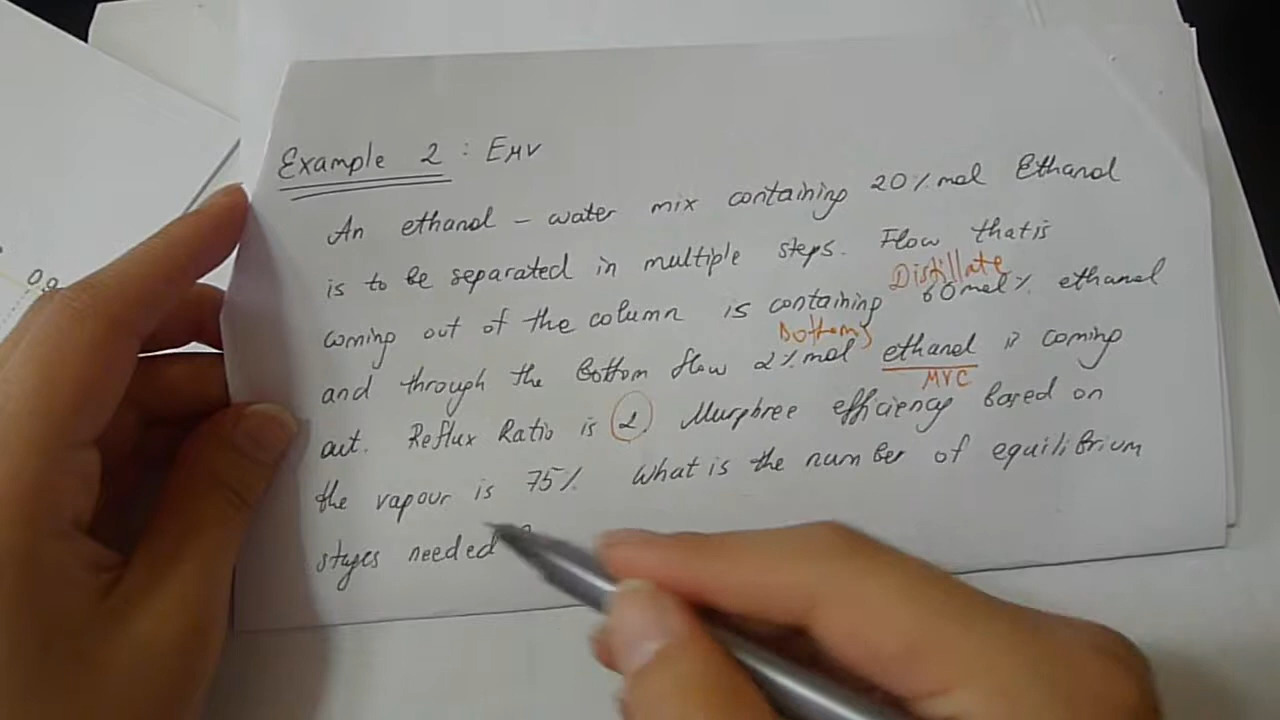 Example 2 : EMV
An ethanol - water mix containing 20 % mol Ethanol
is to be separated in multiple steps. Flow that is
Distillate
coming out of the column is containing 60 mol % ethanol
Bottoms
and through the bottom flow 2 % mol ethanol is coming
MVC
out. Reflux Ratio is 2 Murphree efficiency based on
the vapour is 75% What is the number of equilibrium
stages needed ?
0.9